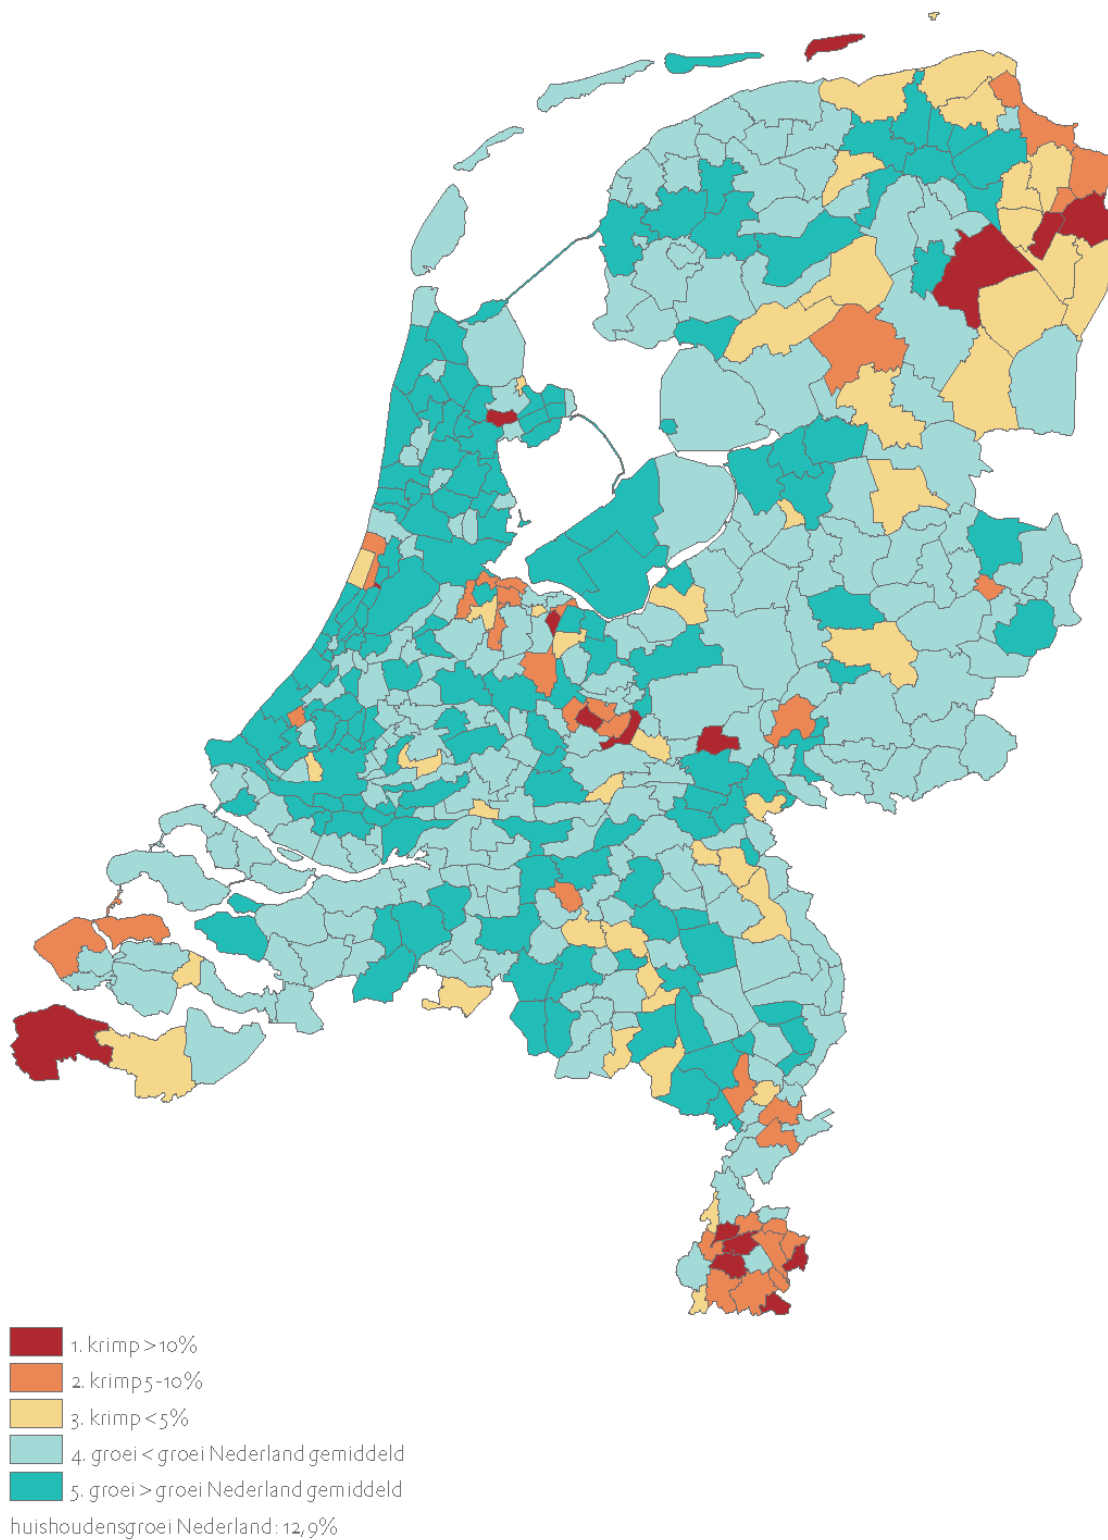 1. krimp > 10%
2. krimp 5-10%
3. krimp < 5%
4. groei < groei Nederland gemiddeld
5. groei > groei Nederland gemiddeld
huishoudensgroei Nederland: 12,9%